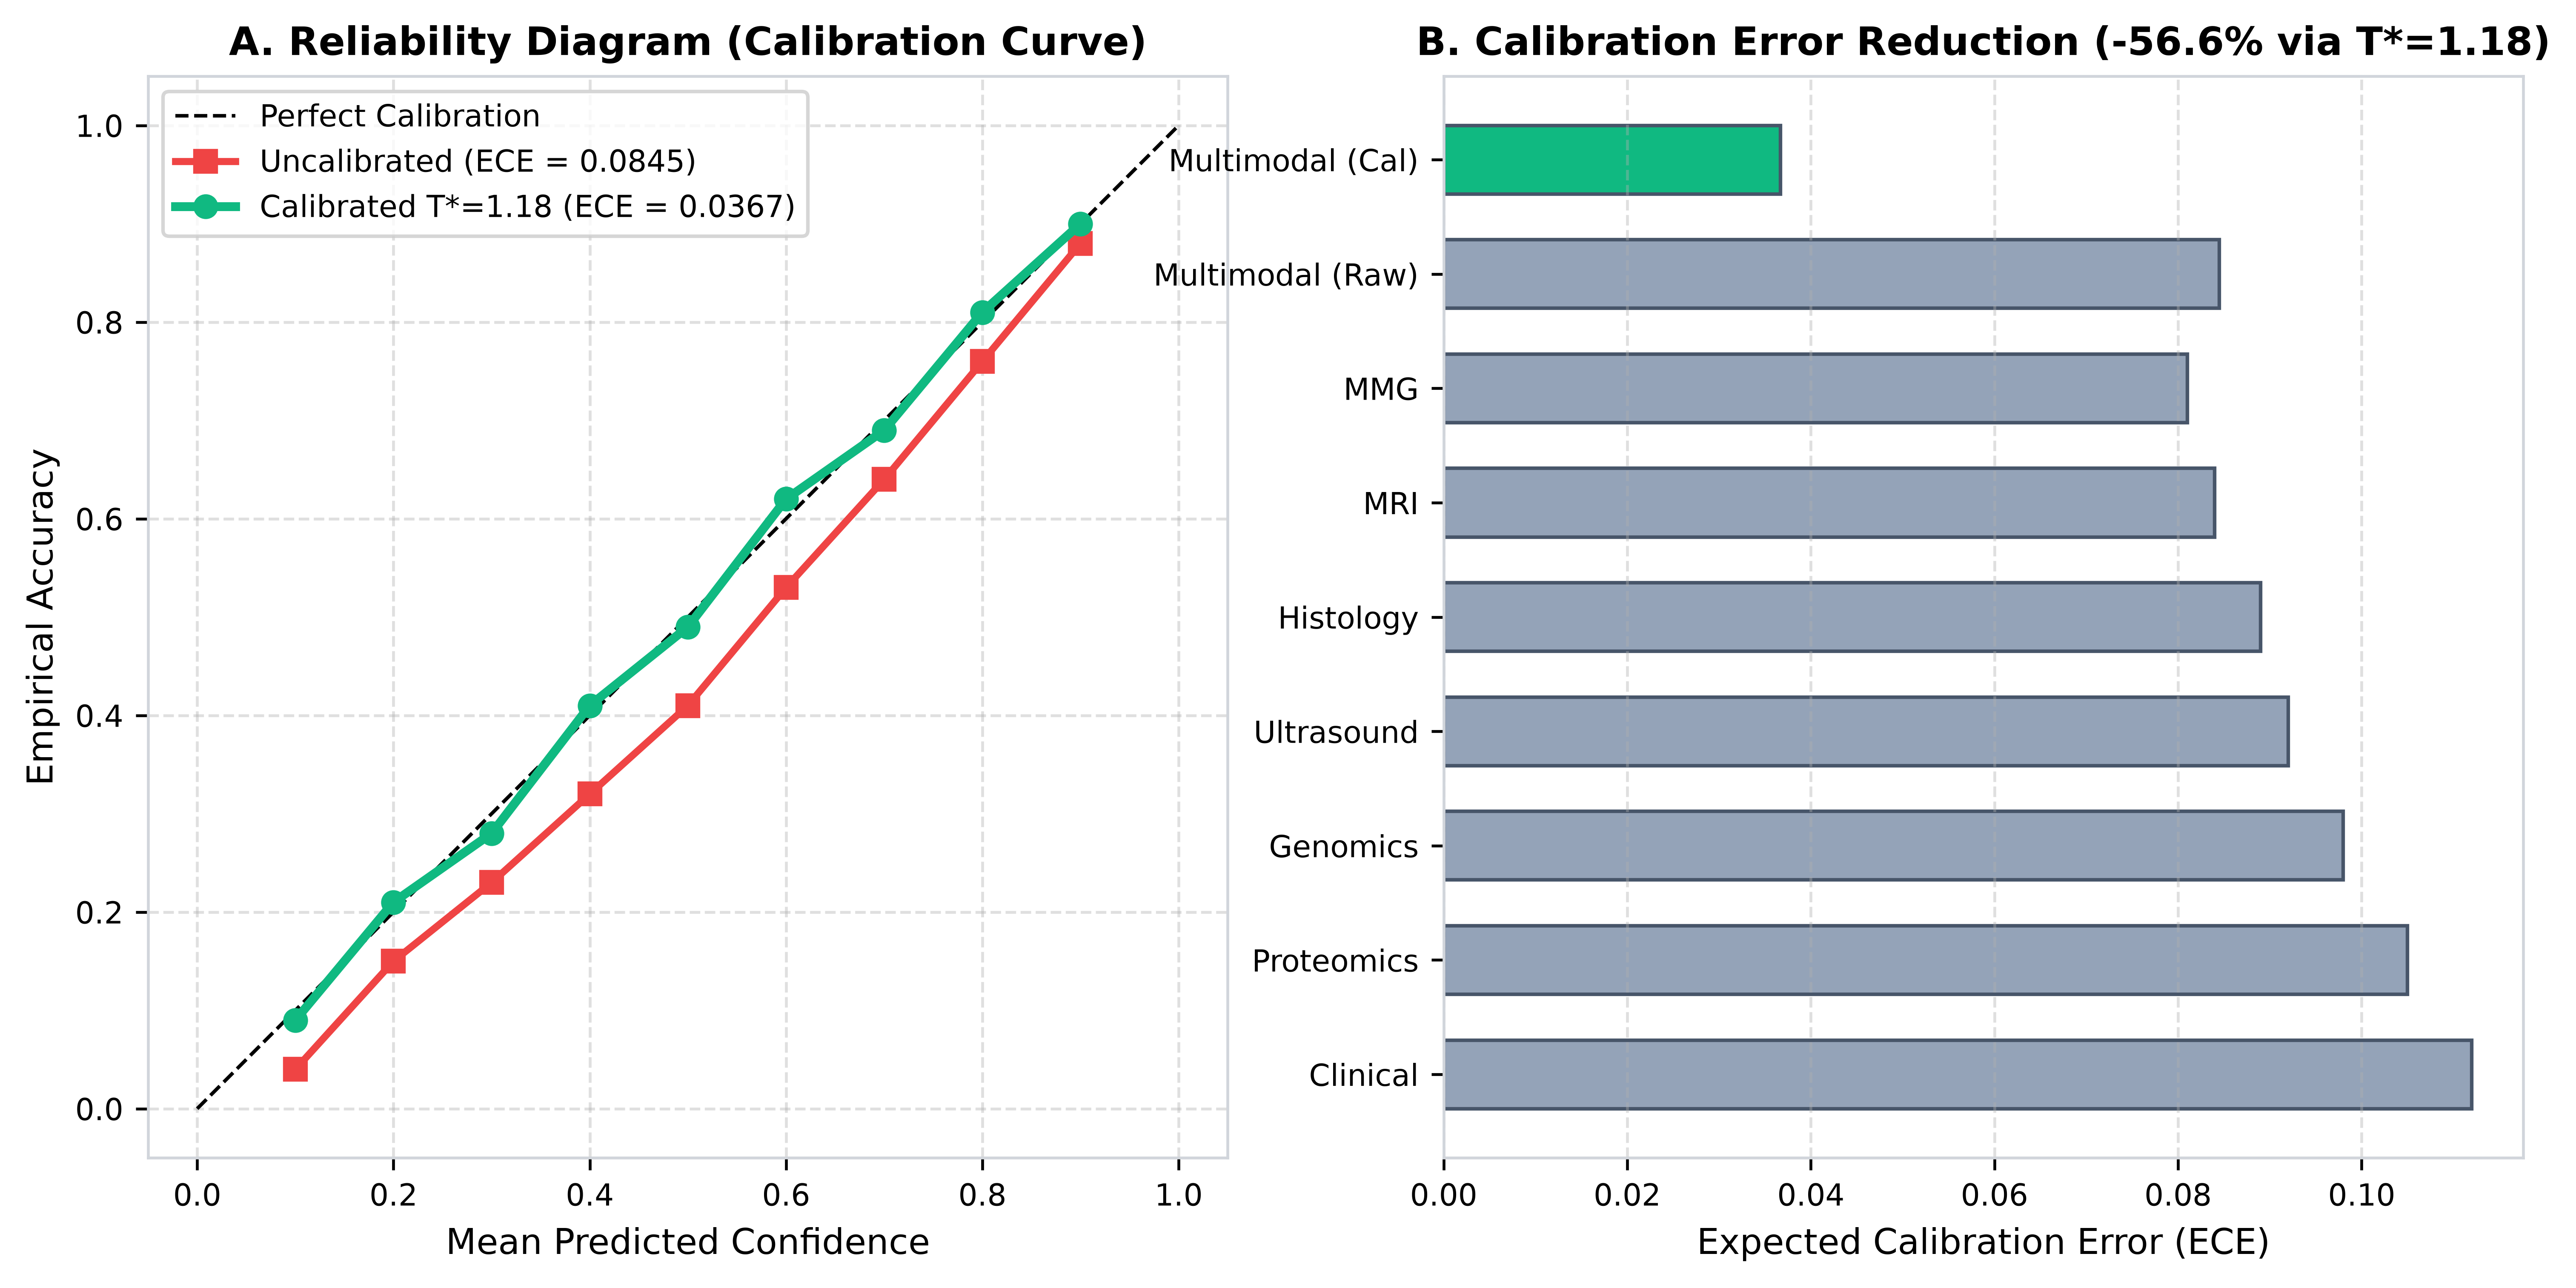 A. Reliability Diagram (Calibration Curve)
Perfect Calibration
Uncalibrated (ECE = 0.0845)
Calibrated T*=1.18 (ECE = 0.0367)
1.0
0.8
0.6
0.4
0.2
0.0
Empirical Accuracy
0.0 0.2 0.4 0.6 0.8 1.0
Mean Predicted Confidence
B. Calibration Error Reduction (-56.6% via T*=1.18)
Multimodal (Cal)
Multimodal (Raw)
MMG
MRI
Histology
Ultrasound
Genomics
Proteomics
Clinical
0.00 0.02 0.04 0.06 0.08 0.10
Expected Calibration Error (ECE)